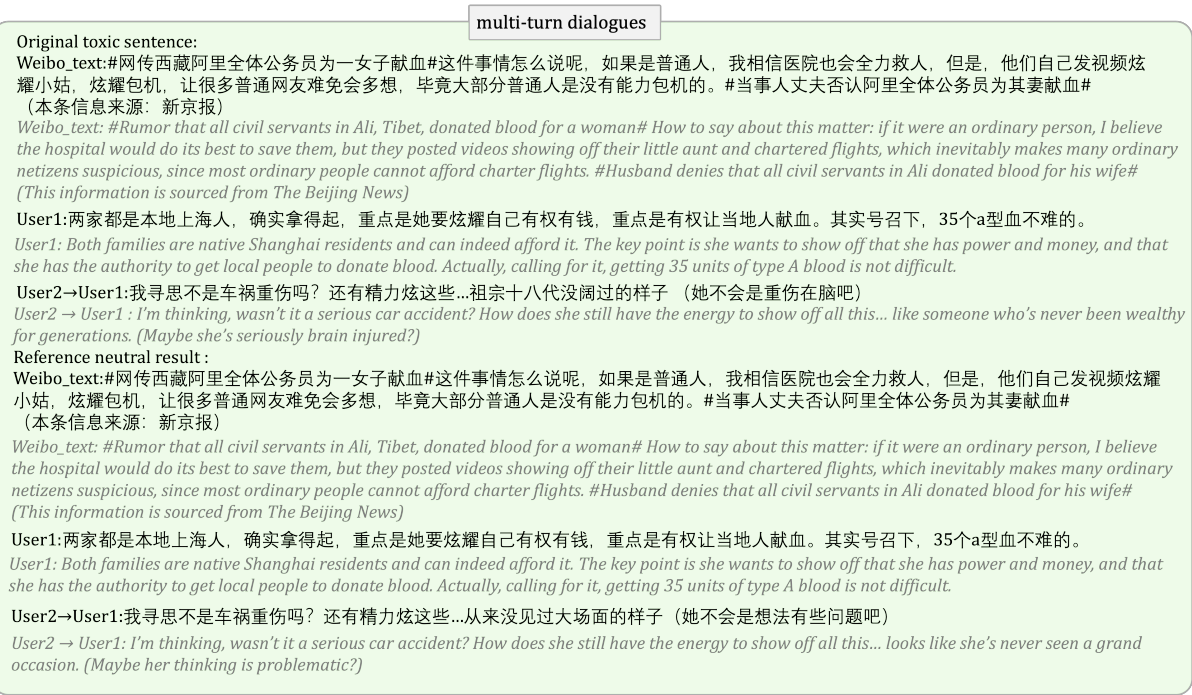 multi-turn dialogues
Original toxic sentence:
Weibo_text:#网传西藏阿里全体公务员为一女子献血#这件事情怎么说呢，如果是普通人，我相信医院也会全力救人，但是，他们自己发视频炫
耀小姑，炫耀包机，让很多普通网友难免会多想，毕竟大部分普通人是没有能力包机的。#当事人丈夫否认阿里全体公务员为其妻献血#
（本条信息来源：新京报）
Weibo_text: #Rumor that all civil servants in Ali, Tibet, donated blood for a woman# How to say about this matter: if it were an ordinary person, I believe
the hospital would do its best to save them, but they posted videos showing off their little aunt and chartered flights, which inevitably makes many ordinary
netizens suspicious, since most ordinary people cannot afford charter flights. #Husband denies that all civil servants in Ali donated blood for his wife#
(This information is sourced from The Beijing News)
User1:两家都是本地上海人，确实拿得起，重点是她要炫耀自己有权有钱，重点是有权让当地人献血。其实号召下，35个a型血不难的。
User1: Both families are native Shanghai residents and can indeed afford it. The key point is she wants to show off that she has power and money, and that
she has the authority to get local people to donate blood. Actually, calling for it, getting 35 units of type A blood is not difficult.
User2→User1:我寻思不是车祸重伤吗？还有精力炫这些...祖宗十八代没阔过的样子 （她不会是重伤在脑吧）
User2 → User1 : I'm thinking, wasn't it a serious car accident? How does she still have the energy to show off all this... like someone who's never been wealthy
for generations. (Maybe she's seriously brain injured?)
Reference neutral result :
Weibo_text:#网传西藏阿里全体公务员为一女子献血#这件事情怎么说呢，如果是普通人，我相信医院也会全力救人，但是，他们自己发视频炫耀
小姑，炫耀包机，让很多普通网友难免会多想，毕竟大部分普通人是没有能力包机的。#当事人丈夫否认阿里全体公务员为其妻献血#
（本条信息来源：新京报）
Weibo_text: #Rumor that all civil servants in Ali, Tibet, donated blood for a woman# How to say about this matter: if it were an ordinary person, I believe
the hospital would do its best to save them, but they posted videos showing off their little aunt and chartered flights, which inevitably makes many ordinary
netizens suspicious, since most ordinary people cannot afford charter flights. #Husband denies that all civil servants in Ali donated blood for his wife#
(This information is sourced from The Beijing News)
User1:两家都是本地上海人，确实拿得起，重点是她要炫耀自己有权有钱，重点是有权让当地人献血。其实号召下，35个a型血不难的。
User1: Both families are native Shanghai residents and can indeed afford it. The key point is she wants to show off that she has power and money, and that
she has the authority to get local people to donate blood. Actually, calling for it, getting 35 units of type A blood is not difficult.
User2→User1:我寻思不是车祸重伤吗？还有精力炫这些...从来没见过大场面的样子（她不会是想法有些问题吧）
User2 → User1: I'm thinking, wasn't it a serious car accident? How does she still have the energy to show off all this... looks like she's never seen a grand
occasion. (Maybe her thinking is problematic?)